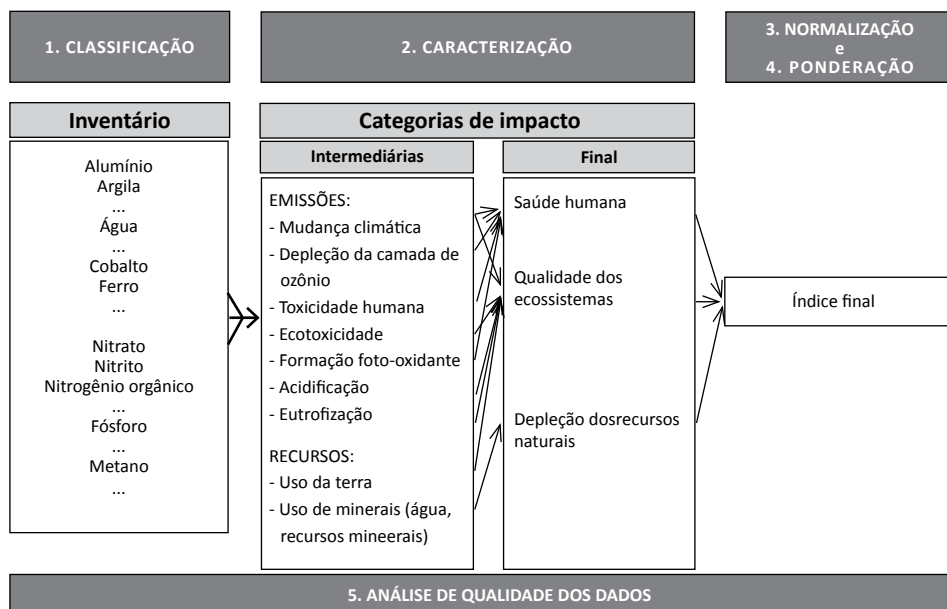 1. CLASSIFICAÇÃO
2. CARACTERIZAÇÃO
3. NORMALIZAÇÃO
e
4. PONDERAÇÃO
Inventário
Alumínio
Argila
...
Água
...
Cobalto
Ferro
...
Nitrato
Nitrito
Nitrogênio orgânico
...
Fósforo
...
Metano
...
Categorias de impacto
Intermediárias
EMISSÕES:
- Mudança climática
- Depleção da camada de
ozônio
- Toxicidade humana
- Ecotoxicidade
- Formação foto-oxidante
- Acidificação
- Eutrofização
RECURSOS:
- Uso da terra
- Uso de minerais (água,
recursos mineerais)
Final
Saúde humana
Qualidade dos
ecossistemas
Depleção dosrecursos
naturais
Índice final
5. ANÁLISE DE QUALIDADE DOS DADOS